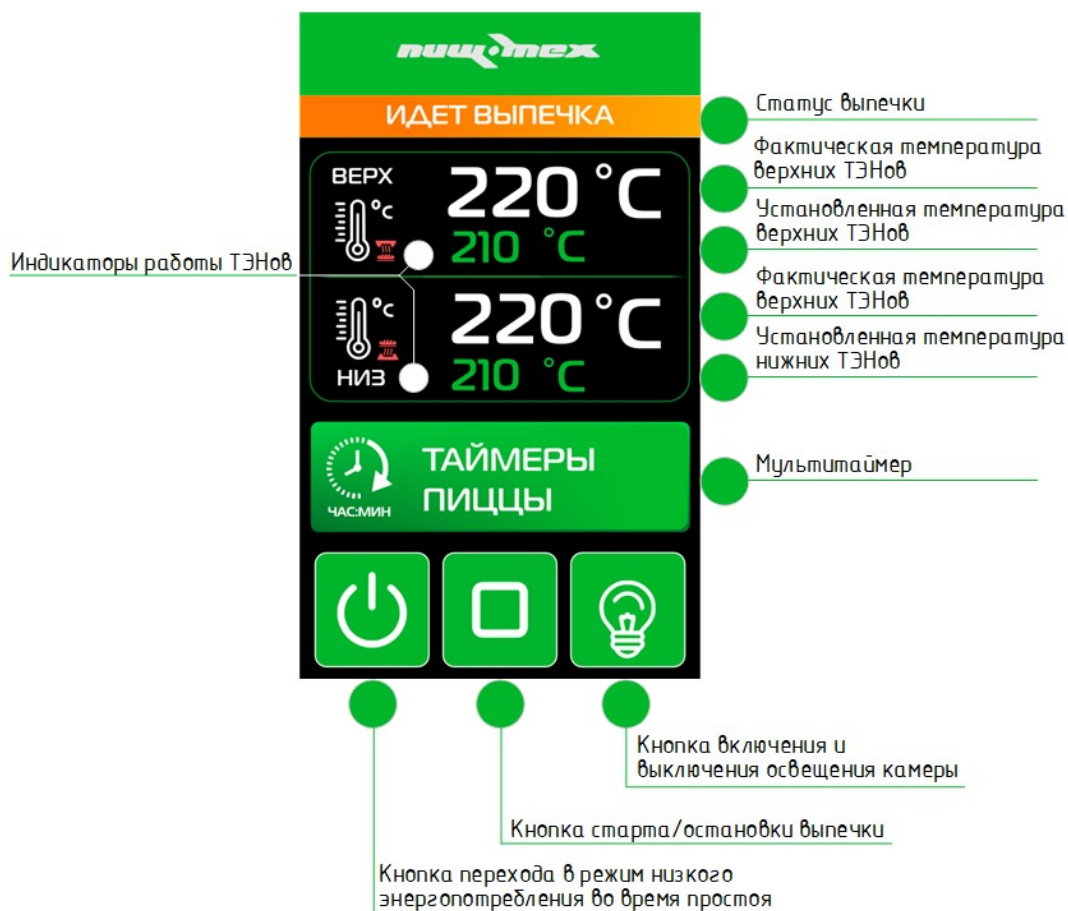 пищ·тех
ИДЕТ ВЫПЕЧКА
Статус выпечки
Фактическая температура
верхних ТЭНов
ВЕРХ
220 °C
°C
210 °C
Установленная температура
верхних ТЭНов
Индикаторы работы ТЭНов
Фактическая температура
верхних ТЭНов
°C
220 °C
Установленная температура
нижних ТЭНов
НИЗ
210 °C
ТАЙМЕРЫ
ПИЦЦЫ
ЧАС:МИН
Мультитаймер
Кнопка включения и
выключения освещения камеры
Кнопка старта/остановки выпечки
Кнопка перехода в режим низкого
энергопотребления во время простоя